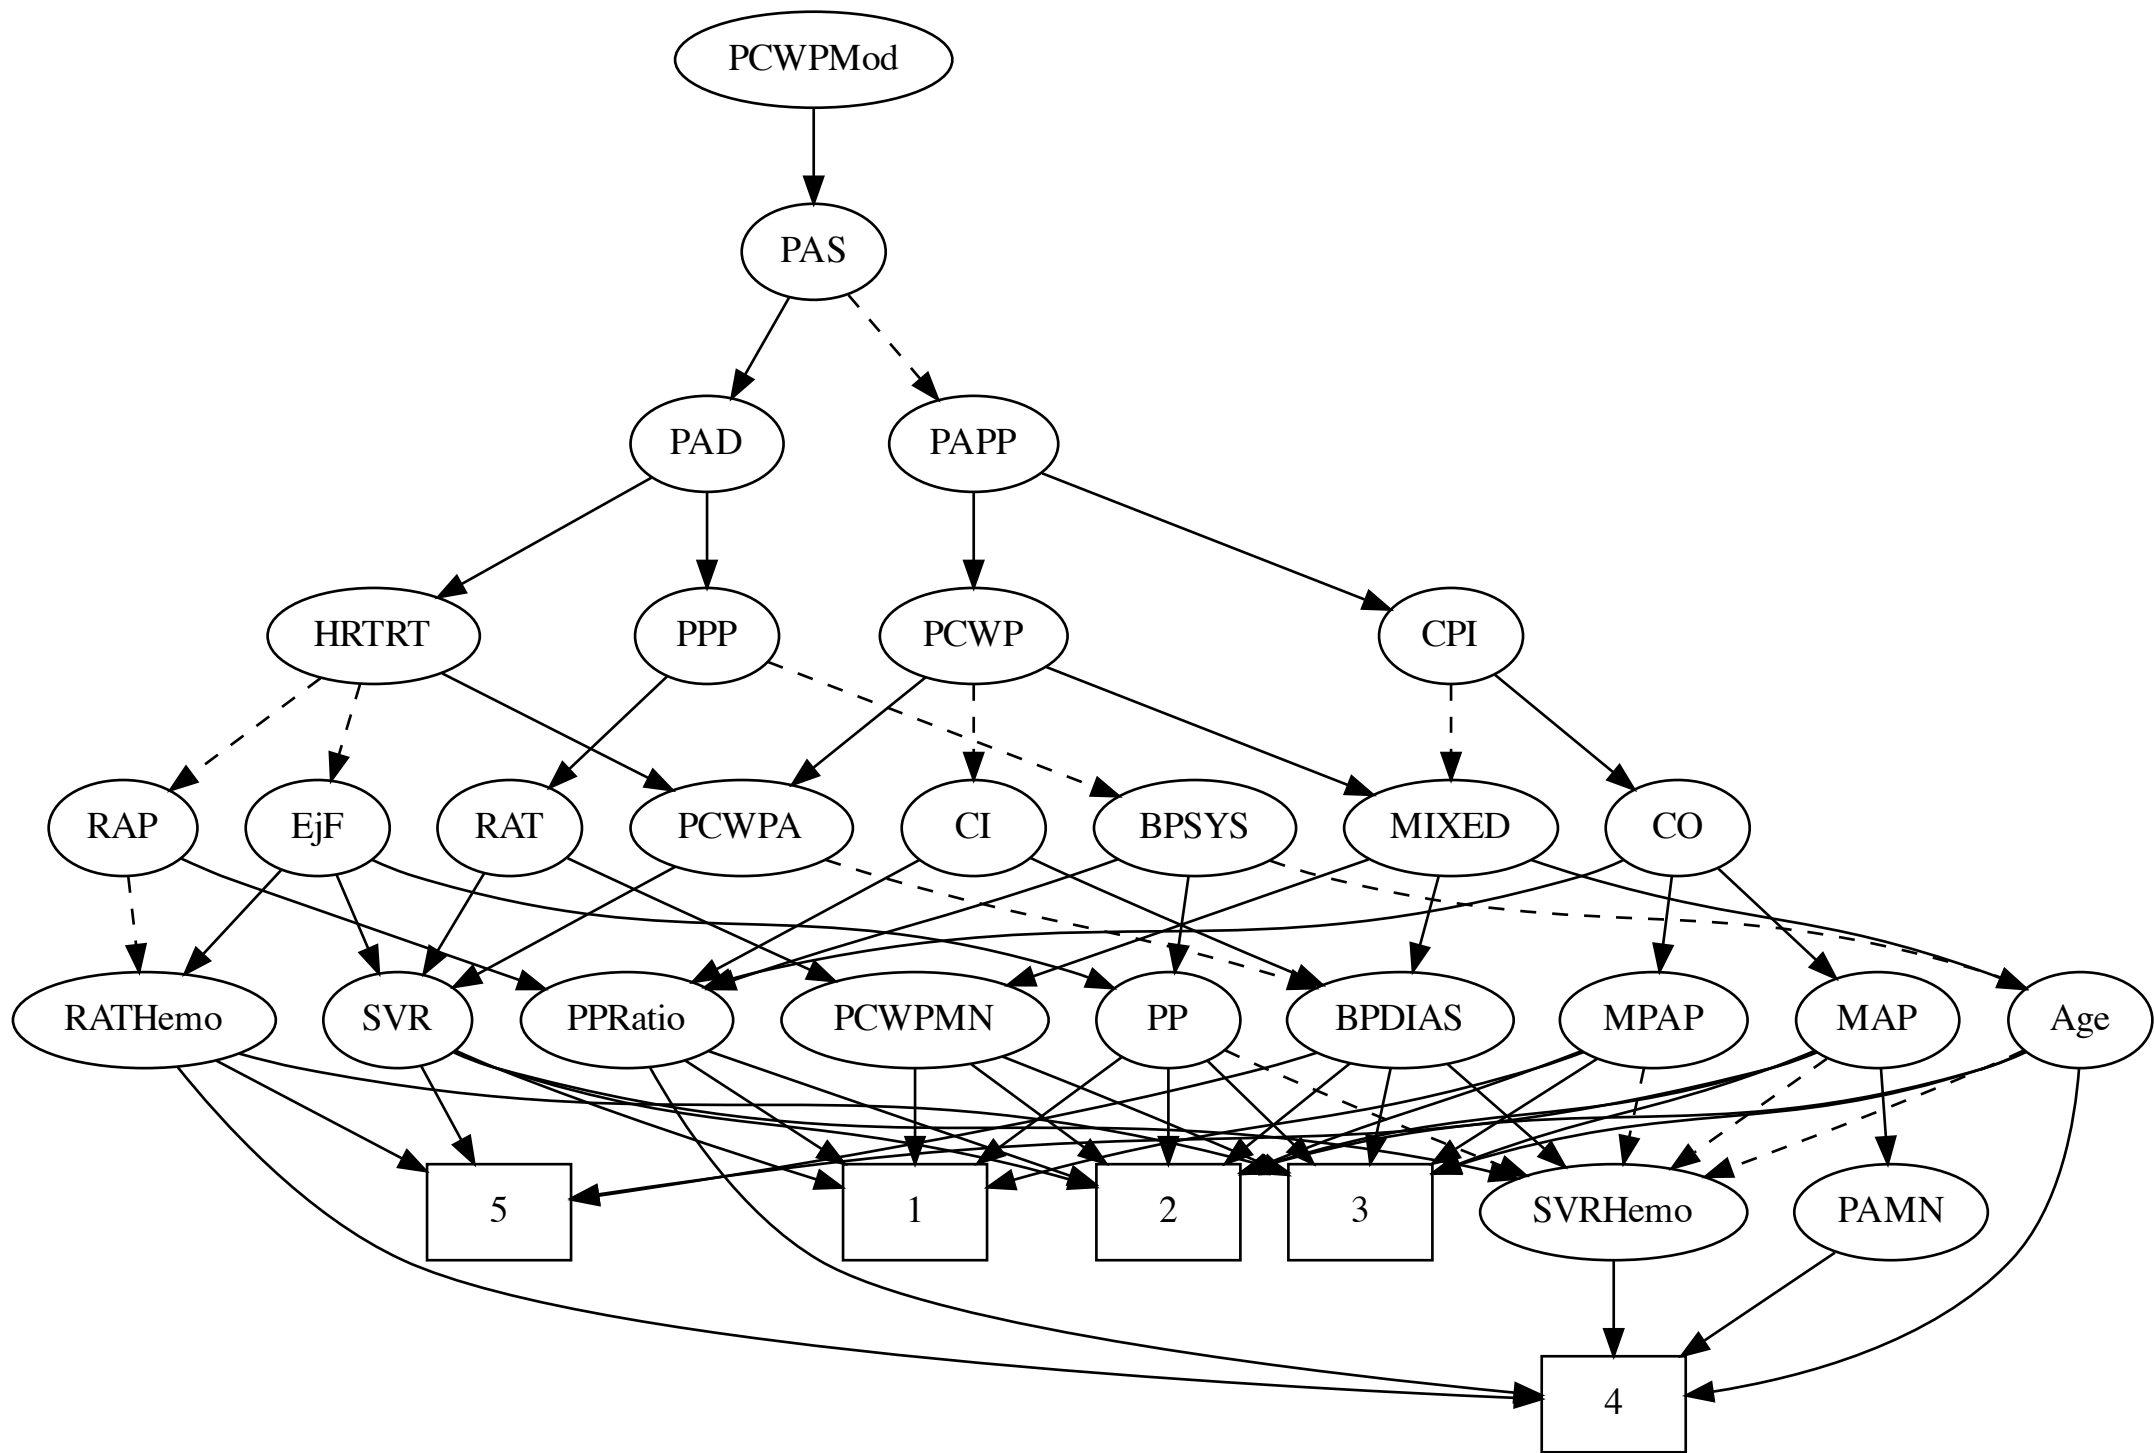 PCWPMod
PAS
PAD
PAPP
HRTRT
PPP
PCWP
CPI
RAP
EjF
RAT
PCWPA
CI
BPSYS
MIXED
CO
RATHemo
SVR
PPRatio
PCWPMN
PP
BPDIAS
MPAP
MAP
Age
5
1
2
3
SVRHemo
PAMN
4